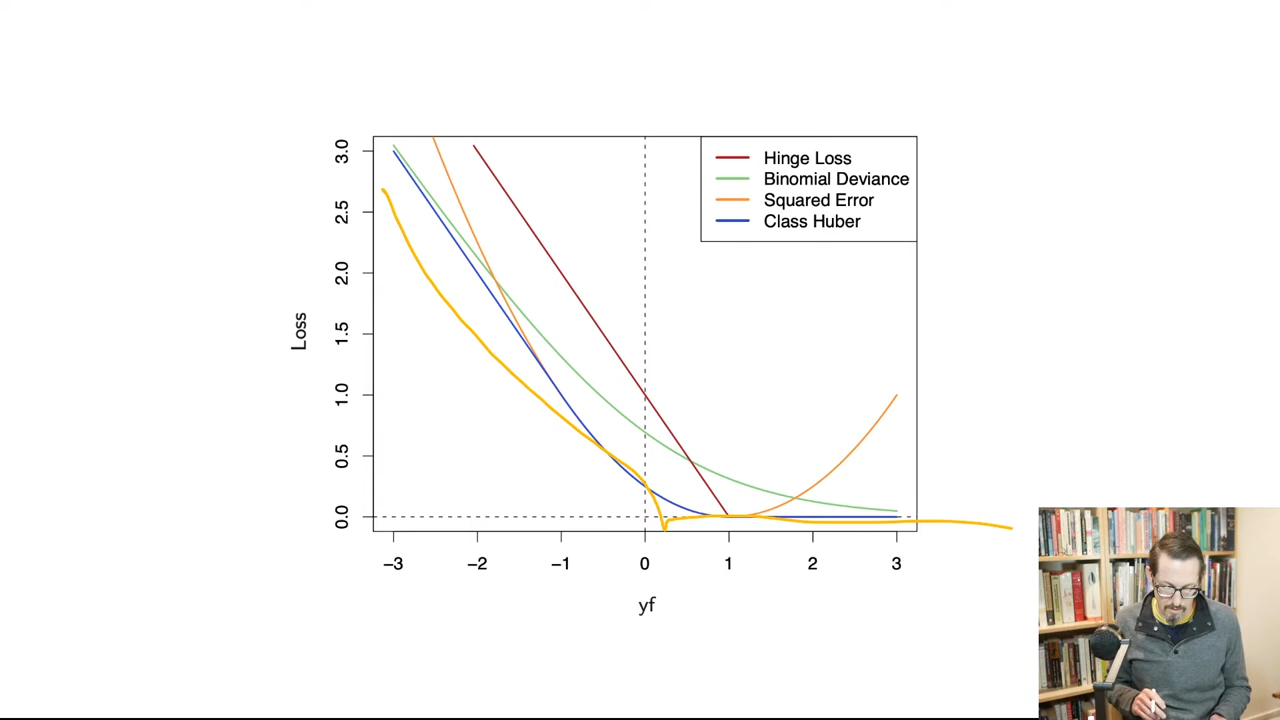 Hinge Loss
Binomial Deviance
Squared Error
Class Huber
3.0
2.5
2.0
1.5
1.0
0.5
0.0
Loss
−3 −2 −1 0 1 2 3
yf